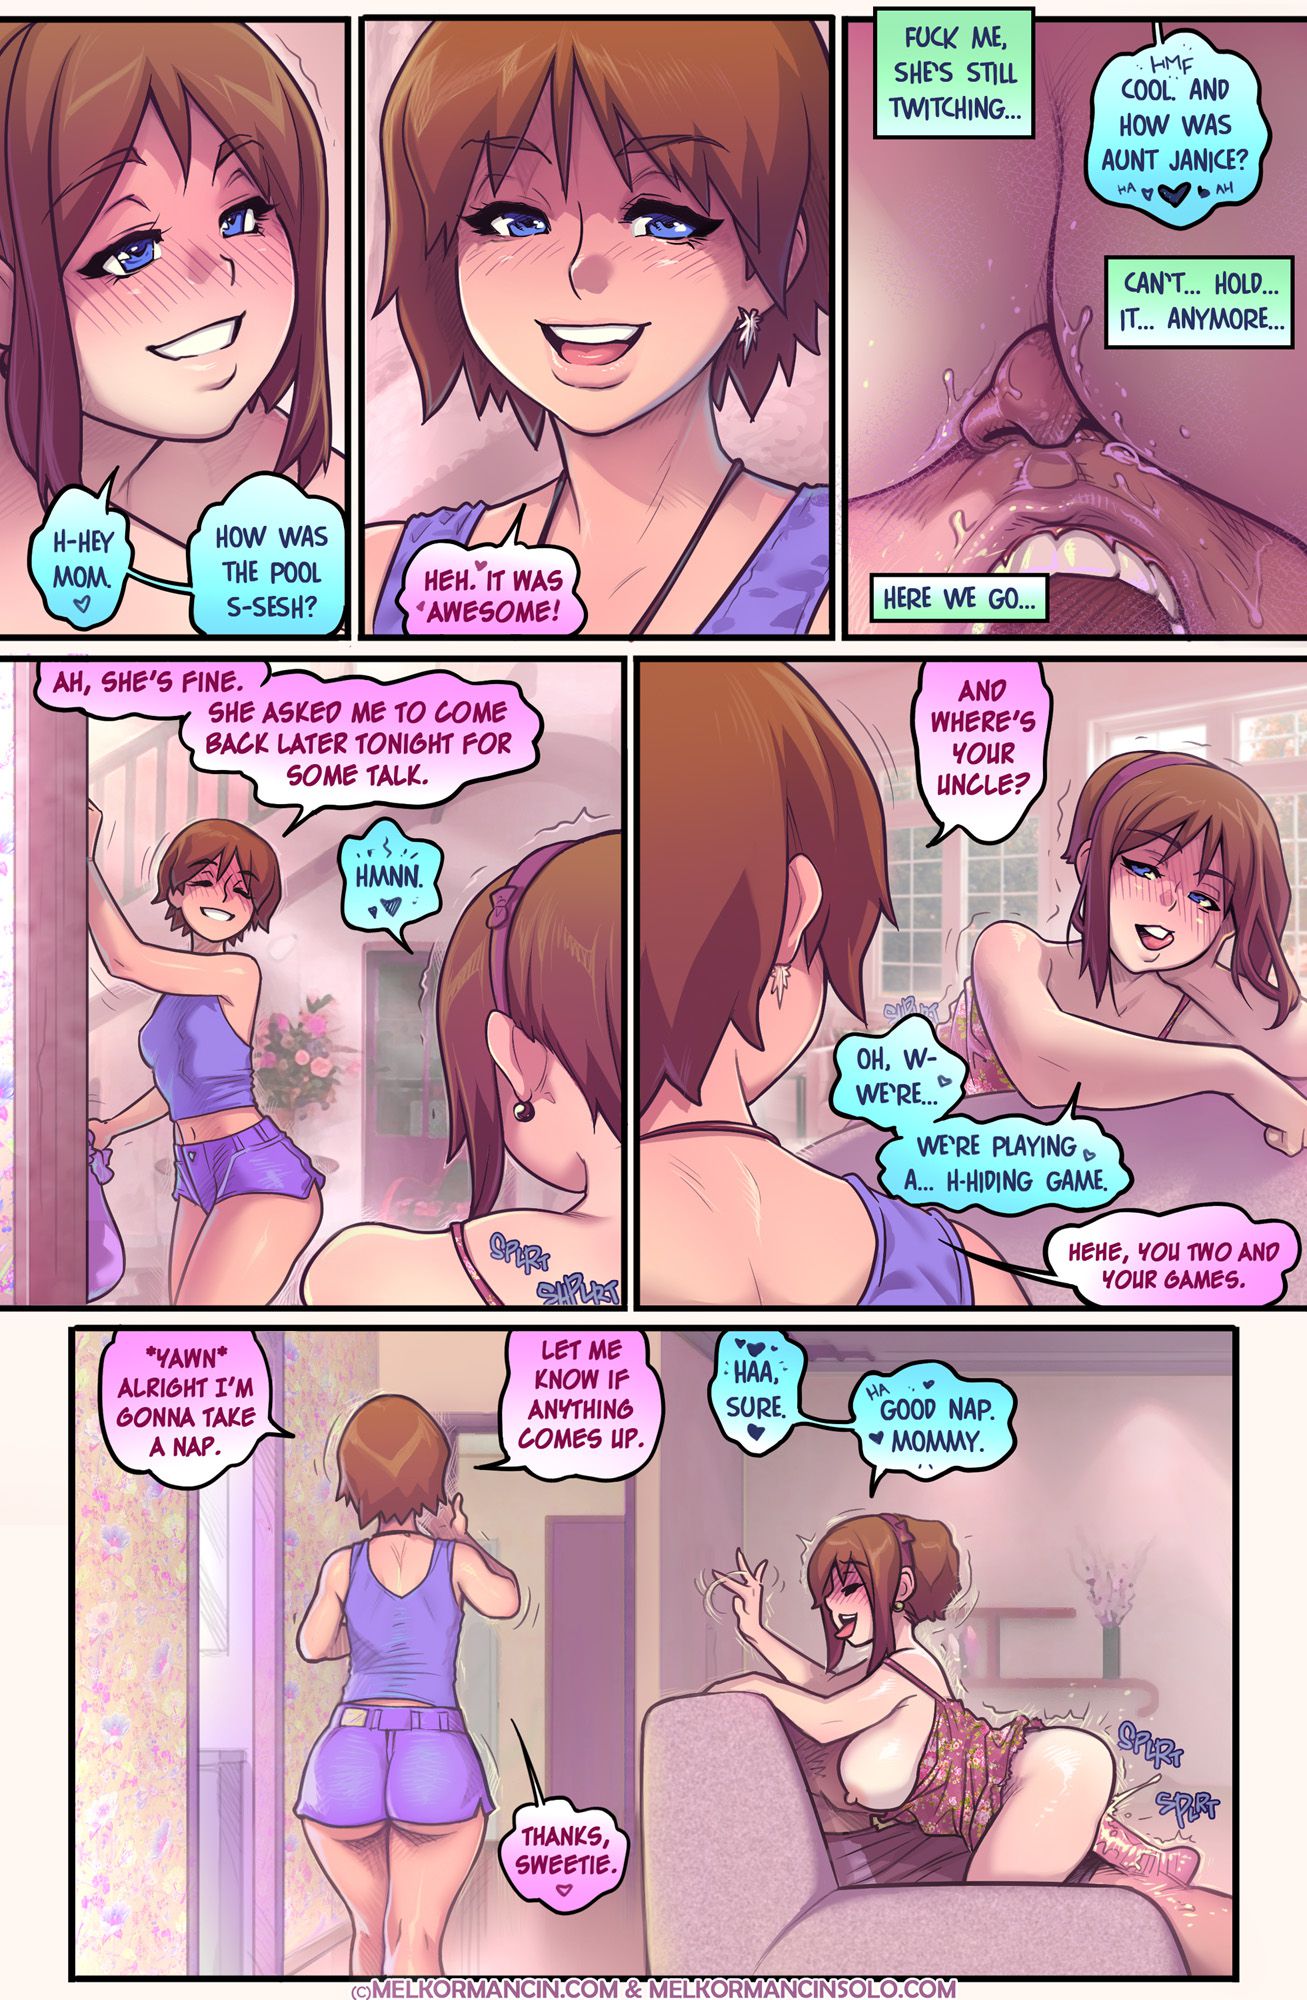 H-HEY
MOM.
HOW WAS
THE POOL
S-SESH?
HEH. IT WAS
AWESOME!
FUCK ME,
SHE'S STILL
TWITCHING...
HMF
COOL. AND
HOW WAS
AUNT JANICE?
HA AH
CAN'T... HOLD...
IT... ANYMORE...
HERE WE GO...
AH, SHE'S FINE.
SHE ASKED ME TO COME
BACK LATER TONIGHT FOR
SOME TALK.
HMNN.
SPLRT
SHPLRT
AND
WHERE'S
YOUR
UNCLE?
SHPLRT
OH, W-
WE'RE...
WE'RE PLAYING
A... H-HIDING GAME.
HEHE, YOU TWO AND
YOUR GAMES.
*YAWN*
ALRIGHT I'M
GONNA TAKE
A NAP.
LET ME
KNOW IF
ANYTHING
COMES UP.
HAA,
SURE.
HA
GOOD NAP.
MOMMY.
SPLRT
SPLRT
THANKS,
SWEETIE.
(C)MELKORMANCIN.COM & MELKORMANCINSOLO.COM